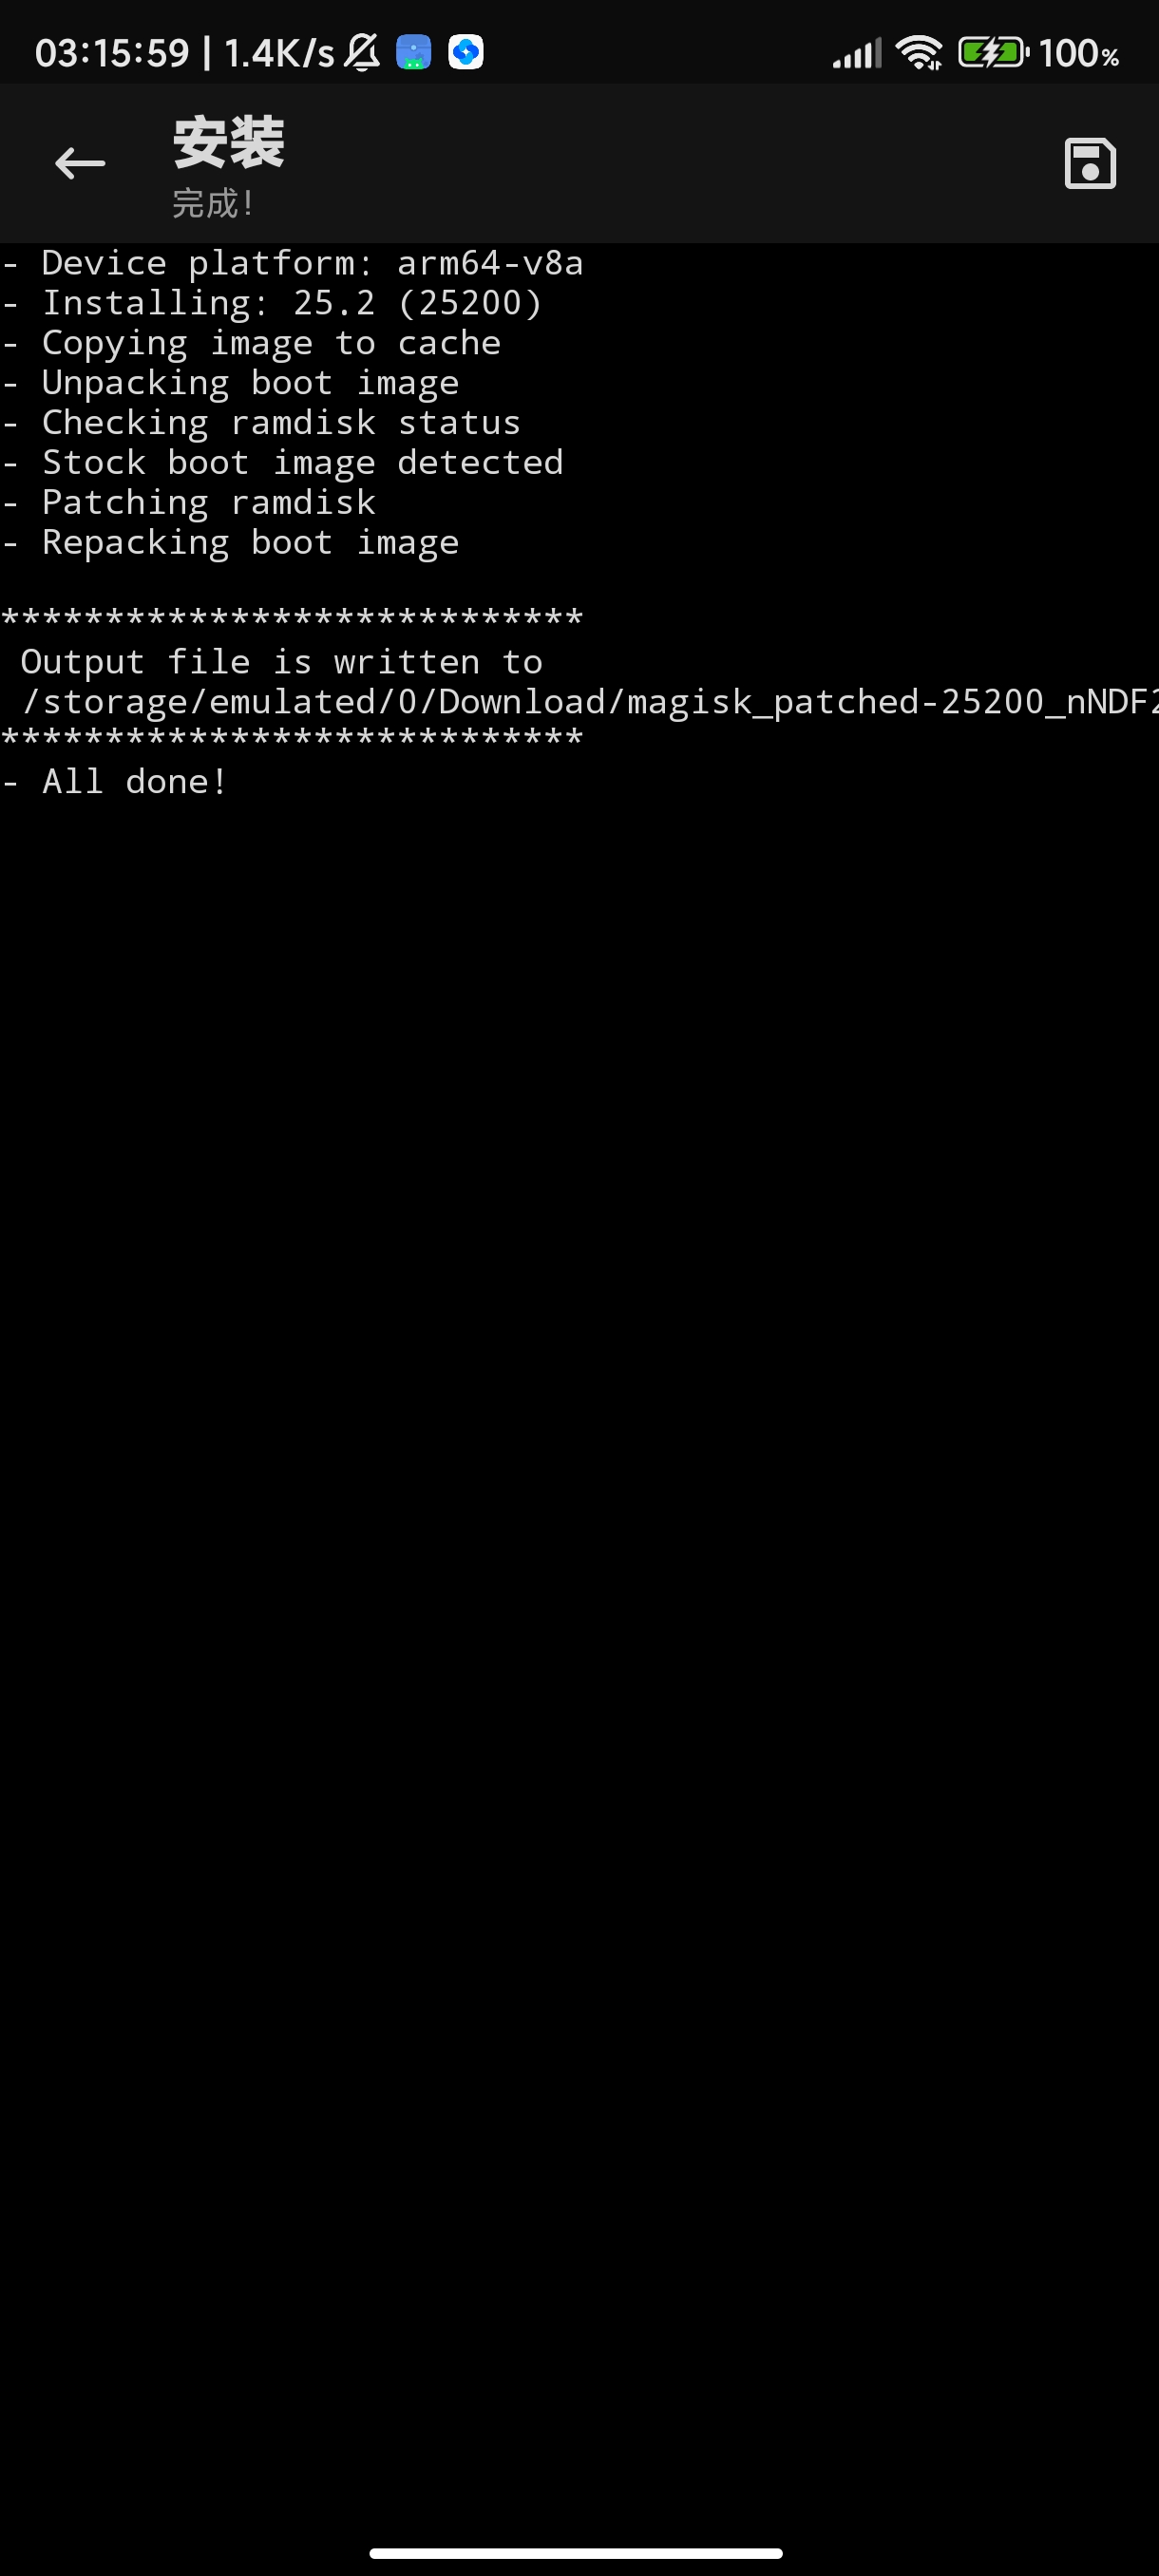 03:15:59 | 1.4K/s 100%
安装
完成!
- Device platform: arm64-v8a
- Installing: 25.2 (25200)
- Copying image to cache
- Unpacking boot image
- Checking ramdisk status
- Stock boot image detected
- Patching ramdisk
- Repacking boot image
****************************
Output file is written to
/storage/emulated/0/Download/magisk_patched-25200_nNDF2
****************************
- All done!